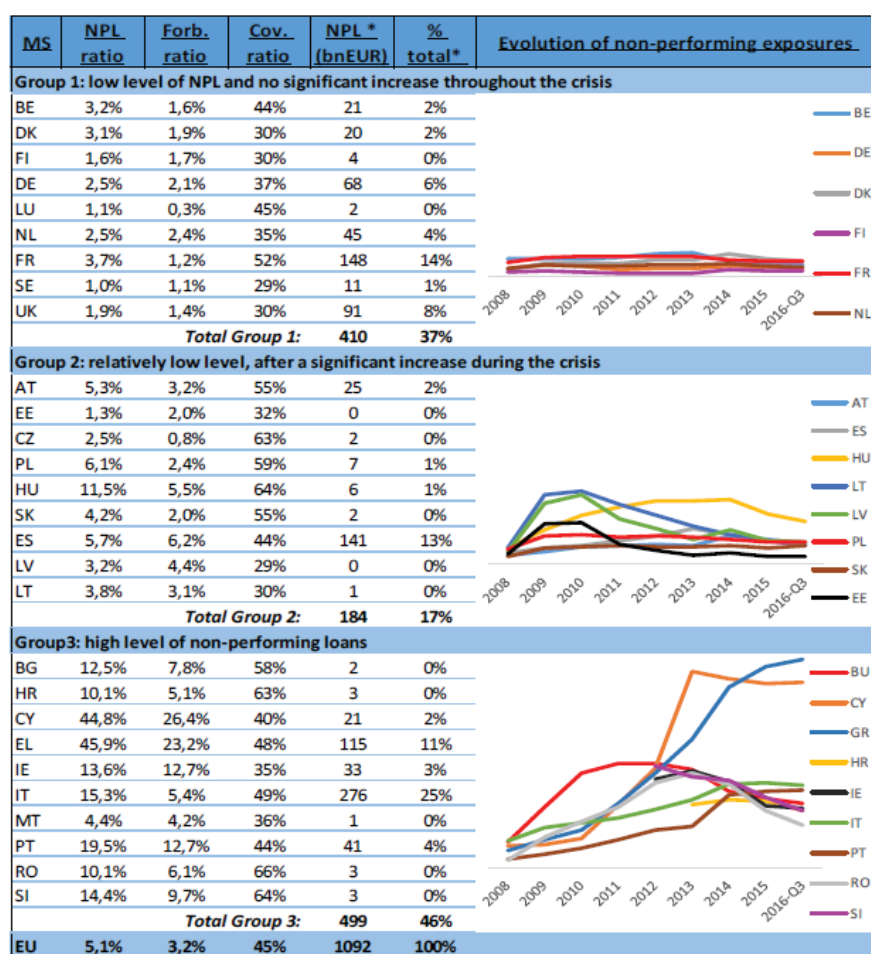 MS NPL ratio Forb. ratio Cov. ratio NPL * (bnEUR) % total* Evolution of non-performing exposures
Group 1: low level of NPL and no significant increase throughout the crisis
BE 3,2% 1,6% 44% 21 2%
DK 3,1% 1,9% 30% 20 2%
FI 1,6% 1,7% 30% 4 0%
DE 2,5% 2,1% 37% 68 6%
LU 1,1% 0,3% 45% 2 0%
NL 2,5% 2,4% 35% 45 4%
FR 3,7% 1,2% 52% 148 14%
SE 1,0% 1,1% 29% 11 1%
UK 1,9% 1,4% 30% 91 8%
Total Group 1: 410 37%
BE
DE
DK
FI
FR
NL
2008 2009 2010 2011 2012 2013 2014 2015 2016-Q3
Group 2: relatively low level, after a significant increase during the crisis
AT 5,3% 3,2% 55% 25 2%
EE 1,3% 2,0% 32% 0 0%
CZ 2,5% 0,8% 63% 2 0%
PL 6,1% 2,4% 59% 7 1%
HU 11,5% 5,5% 64% 6 1%
SK 4,2% 2,0% 55% 2 0%
ES 5,7% 6,2% 44% 141 13%
LV 3,2% 4,4% 29% 0 0%
LT 3,8% 3,1% 30% 1 0%
Total Group 2: 184 17%
AT
ES
HU
LT
LV
PL
SK
EE
2008 2009 2010 2011 2012 2013 2014 2015 2016-Q3
Group3: high level of non-performing loans
BG 12,5% 7,8% 58% 2 0%
HR 10,1% 5,1% 63% 3 0%
CY 44,8% 26,4% 40% 21 2%
EL 45,9% 23,2% 48% 115 11%
IE 13,6% 12,7% 35% 33 3%
IT 15,3% 5,4% 49% 276 25%
MT 4,4% 4,2% 36% 1 0%
PT 19,5% 12,7% 44% 41 4%
RO 10,1% 6,1% 66% 3 0%
SI 14,4% 9,7% 64% 3 0%
Total Group 3: 499 46%
BU
CY
GR
HR
IE
IT
PT
RO
SI
2008 2009 2010 2011 2012 2013 2014 2015 2016-Q3
EU 5,1% 3,2% 45% 1092 100%